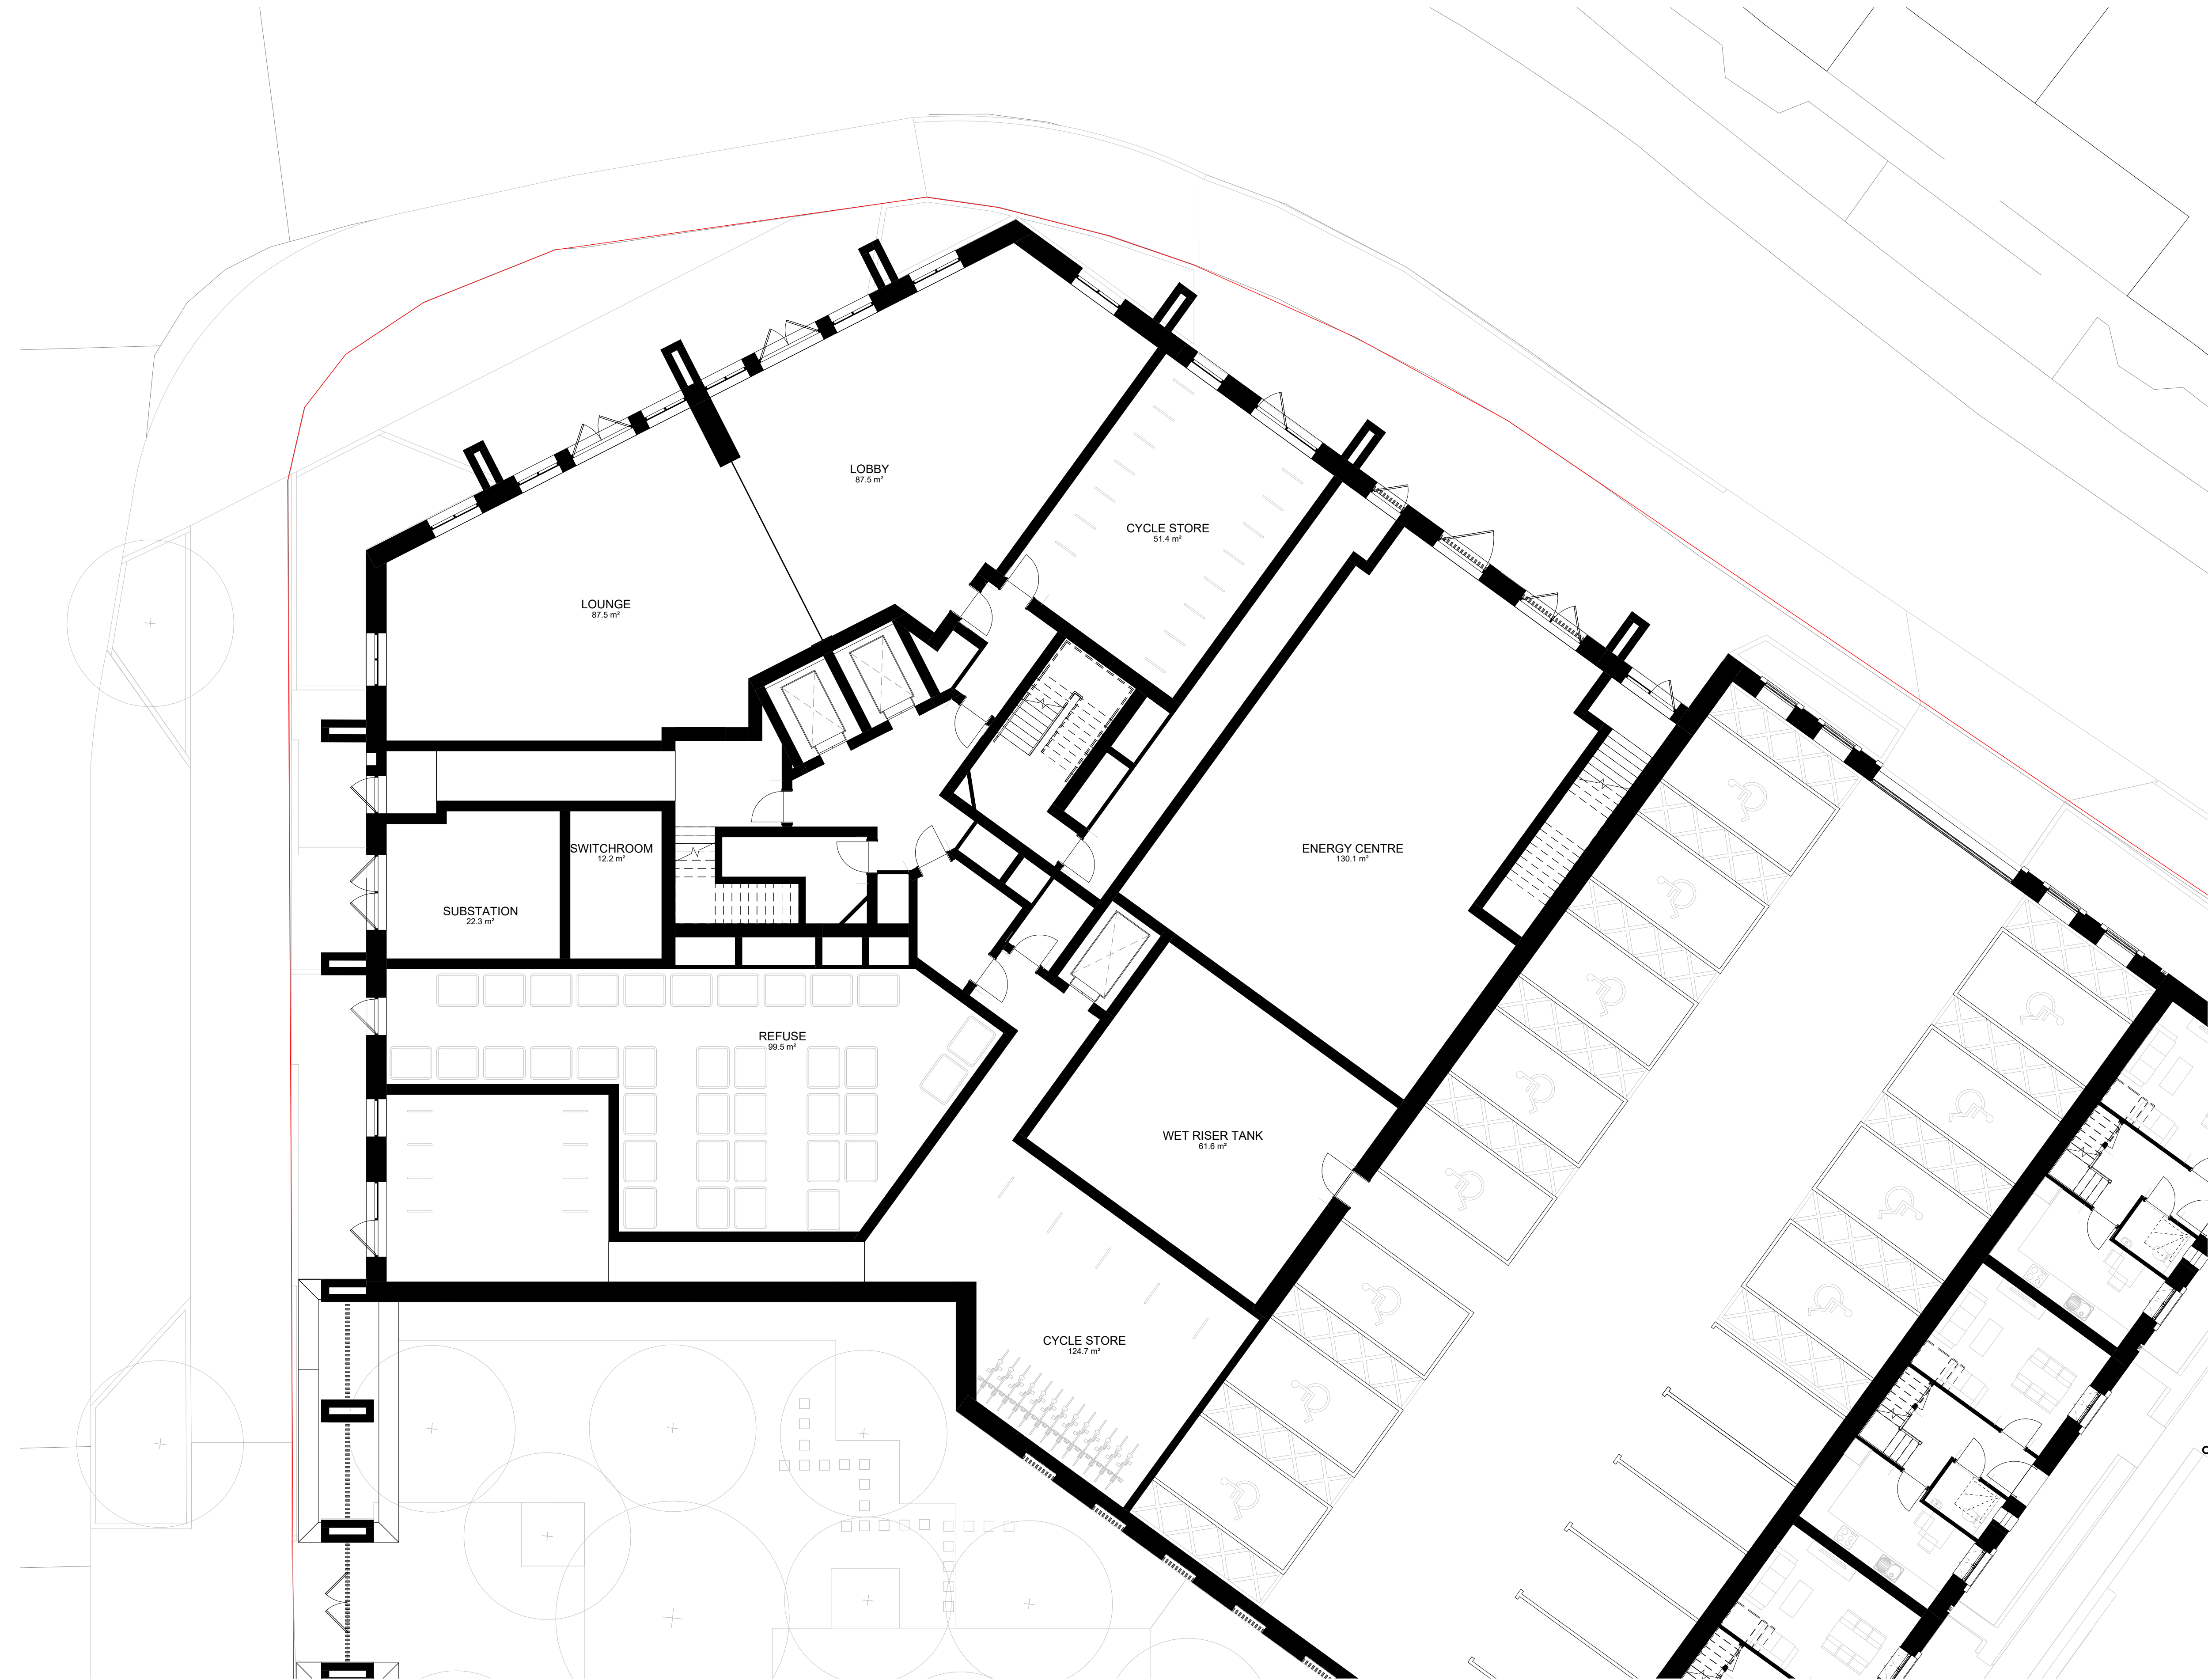 LOBBY
87.5 m²
CYCLE STORE
51.4 m²
LOUNGE
87.5 m²
SWITCHROOM
12.2 m²
ENERGY CENTRE
130.1 m²
SUBSTATION
22.3 m²
REFUSE
99.5 m²
WET RISER TANK
61.6 m²
CYCLE STORE
124.7 m²